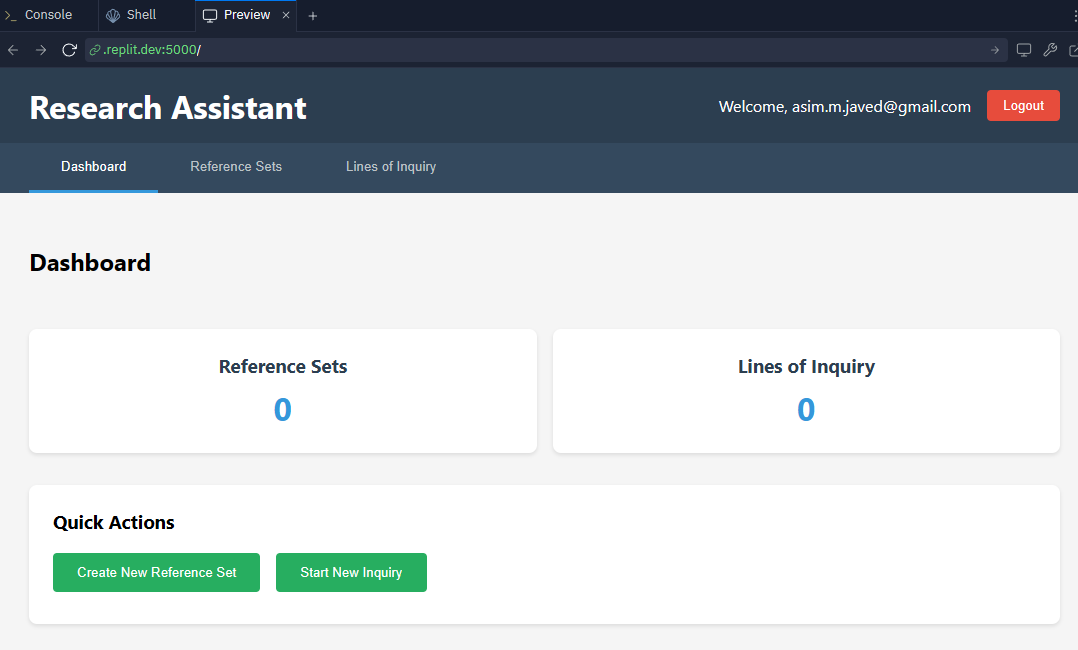 >_ Console Shell Preview × +
.replit.dev:5000/
Research Assistant
Welcome, asim.m.javed@gmail.com Logout
Dashboard Reference Sets Lines of Inquiry
Dashboard
Reference Sets Lines of Inquiry
0 0
Quick Actions
Create New Reference Set Start New Inquiry